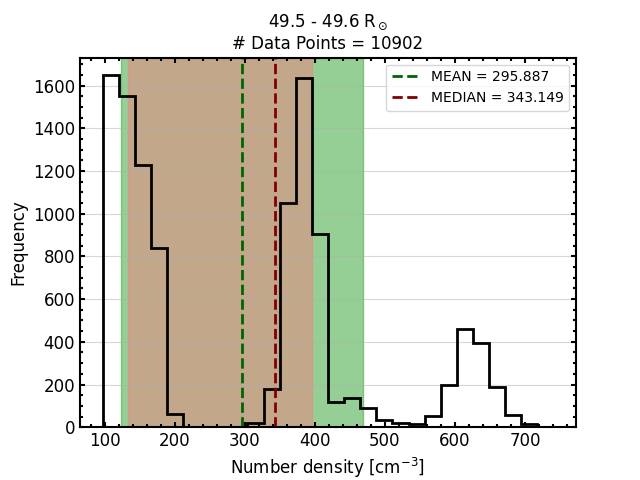 49.5 - 49.6 R⊙
# Data Points = 10902
MEAN = 295.887
MEDIAN = 343.149
Frequency
1600
1400
1200
1000
800
600
400
200
0
100 200 300 400 500 600 700
Number density [cm⁻³]